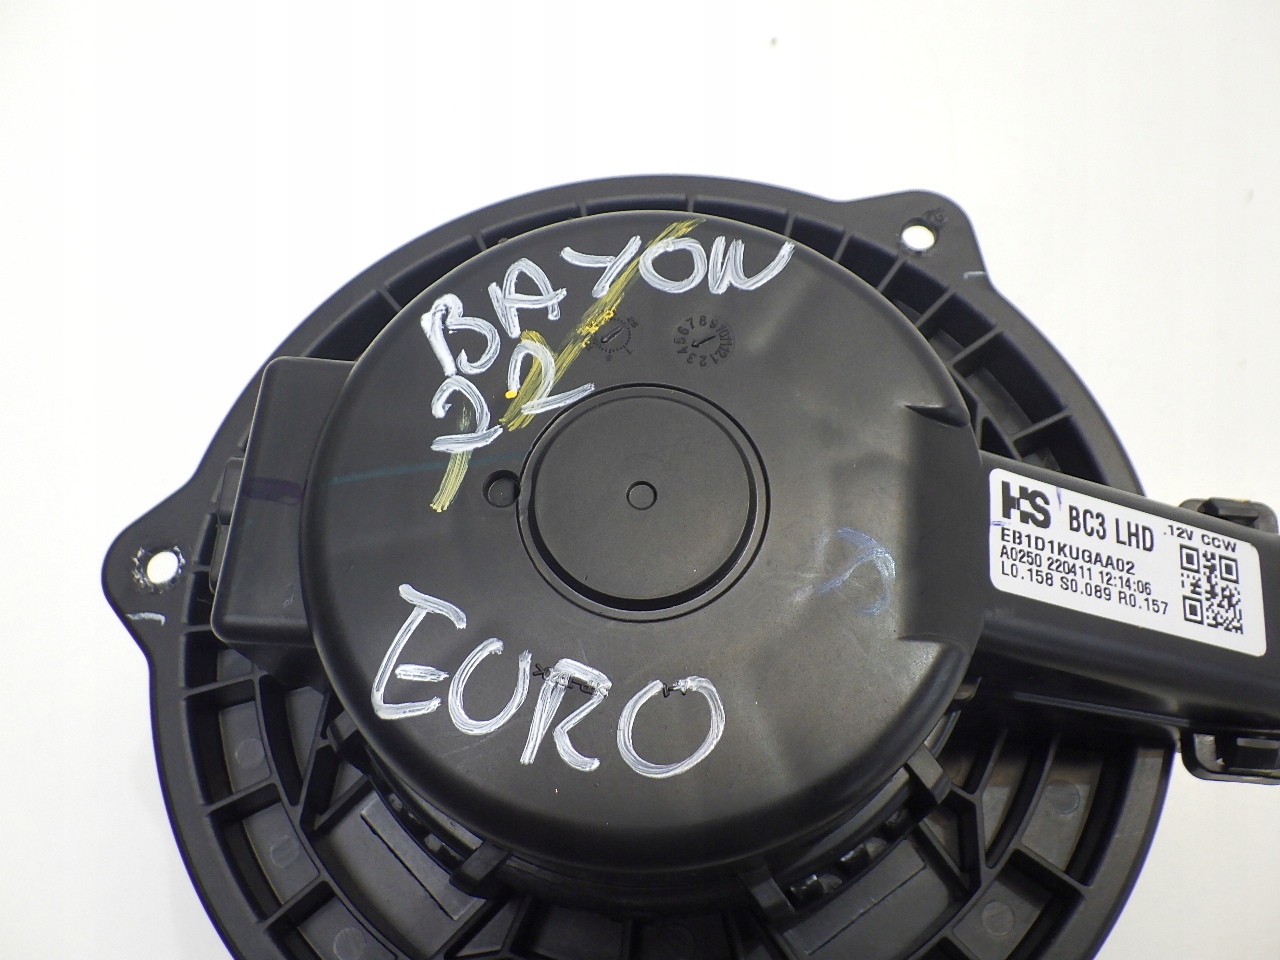 BAYON
22
EURO
HS BC3 LHD .12V CCW
EB1D1KUGAA02
A0250 220411 12:14:06
L0.158 S0.089 R0.157